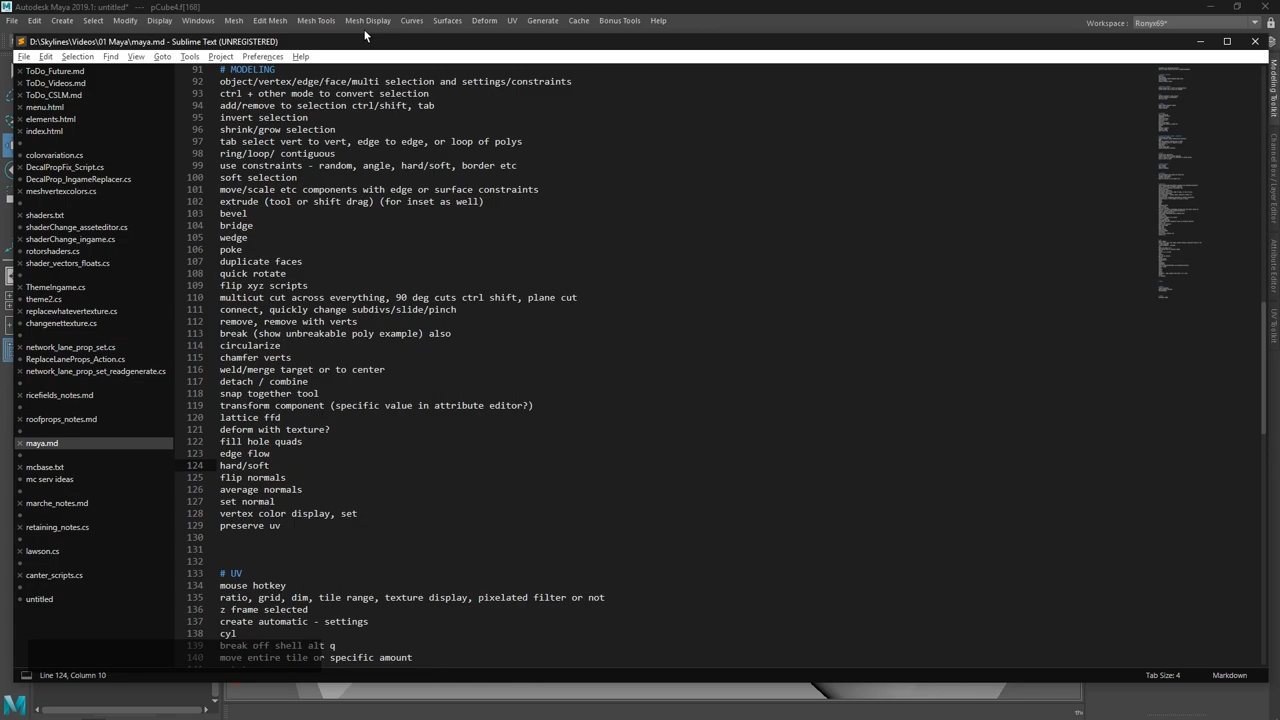 Autodesk Maya 2019.1: untitled* --- pCube4.f[168]
File Edit Create Select Modify Display Windows Mesh Edit Mesh Mesh Tools Mesh Display Curves Surfaces Deform UV Generate Cache Bonus Tools Help
Workspace : Ronyx69*
D:\Skylines\Videos\01 Maya\maya.md - Sublime Text (UNREGISTERED)
File Edit Selection Find View Goto Tools Project Preferences Help
ToDo_Future.md
ToDo_Videos.md
ToDo_CSLM.md
menu.html
elements.html
index.html
colorvariation.cs
DecalPropFix_Script.cs
DecalProp_IngameReplacer.cs
meshvertexcolors.cs
shaders.txt
shaderChange_asseteditor.cs
shaderChange_ingame.cs
rotorshaders.cs
shader_vectors_floats.cs
ThemeIngame.cs
theme2.cs
replacewhatevertexture.cs
changenettexture.cs
network_lane_prop_set.cs
ReplaceLaneProps_Action.cs
network_lane_prop_set_readgenerate.cs
ricefields_notes.md
roofprops_notes.md
maya.md
mcbase.txt
mc serv ideas
marche_notes.md
retaining_notes.cs
lawson.cs
canter_scripts.cs
untitled
91 # MODELING
92 object/vertex/edge/face/multi selection and settings/constraints
93 ctrl + other mode to convert selection
94 add/remove to selection ctrl/shift, tab
95 invert selection
96 shrink/grow selection
97 tab select vert to vert, edge to edge, or loop of polys
98 ring/loop/ contiguous
99 use constraints - random, angle, hard/soft, border etc
100 soft selection
101 move/scale etc components with edge or surface constraints
102 extrude (tool or shift drag) (for inset as well)
103 bevel
104 bridge
105 wedge
106 poke
107 duplicate faces
108 quick rotate
109 flip xyz scripts
110 multicut cut across everything, 90 deg cuts ctrl shift, plane cut
111 connect, quickly change subdivs/slide/pinch
112 remove, remove with verts
113 break (show unbreakable poly example) also
114 circularize
115 chamfer verts
116 weld/merge target or to center
117 detach / combine
118 snap together tool
119 transform component (specific value in attribute editor?)
120 lattice ffd
121 deform with texture?
122 fill hole quads
123 edge flow
124 hard/soft
125 flip normals
126 average normals
127 set normal
128 vertex color display, set
129 preserve uv
130
131
132
133 # UV
134 mouse hotkey
135 ratio, grid, dim, tile range, texture display, pixelated filter or not
136 z frame selected
137 create automatic - settings
138 cyl
139 break off shell alt q
140 move entire tile or specific amount
Line 124, Column 10
Tab Size: 4
Markdown
Modeling Toolkit
Channel Box / Layer Editor
Attribute Editor
UV Toolkit